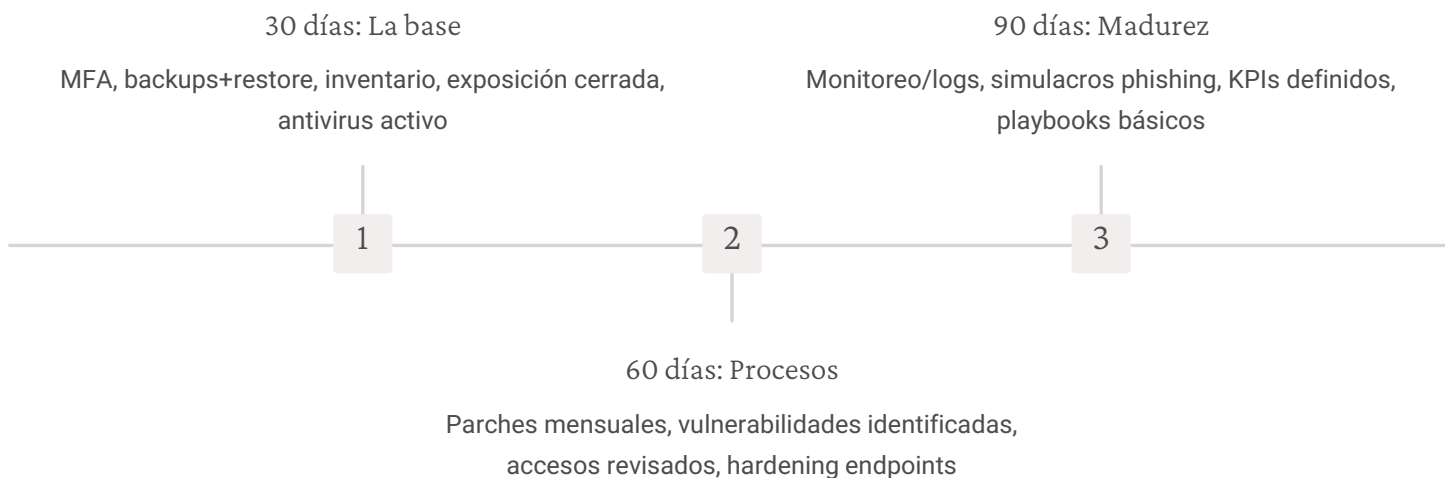 30 días: La base
MFA, backups+restore, inventario, exposición cerrada,
antivirus activo
1
60 días: Procesos
Parches mensuales, vulnerabilidades identificadas,
accesos revisados, hardening endpoints
2
90 días: Madurez
Monitoreo/logs, simulacros phishing, KPIs definidos,
playbooks básicos
3